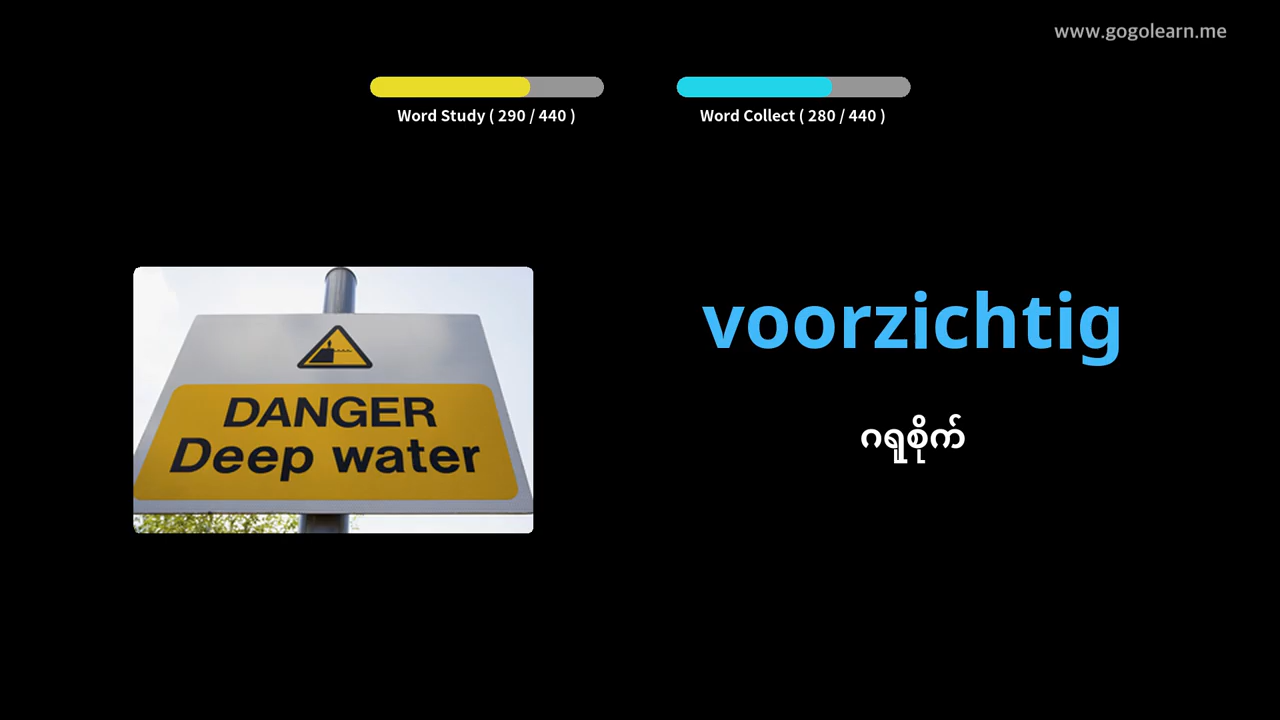 www.gogolearn.me
Word Study ( 290 / 440 )
Word Collect ( 280 / 440 )
DANGER
Deep water
voorzichtig
ဂရူစိုက်